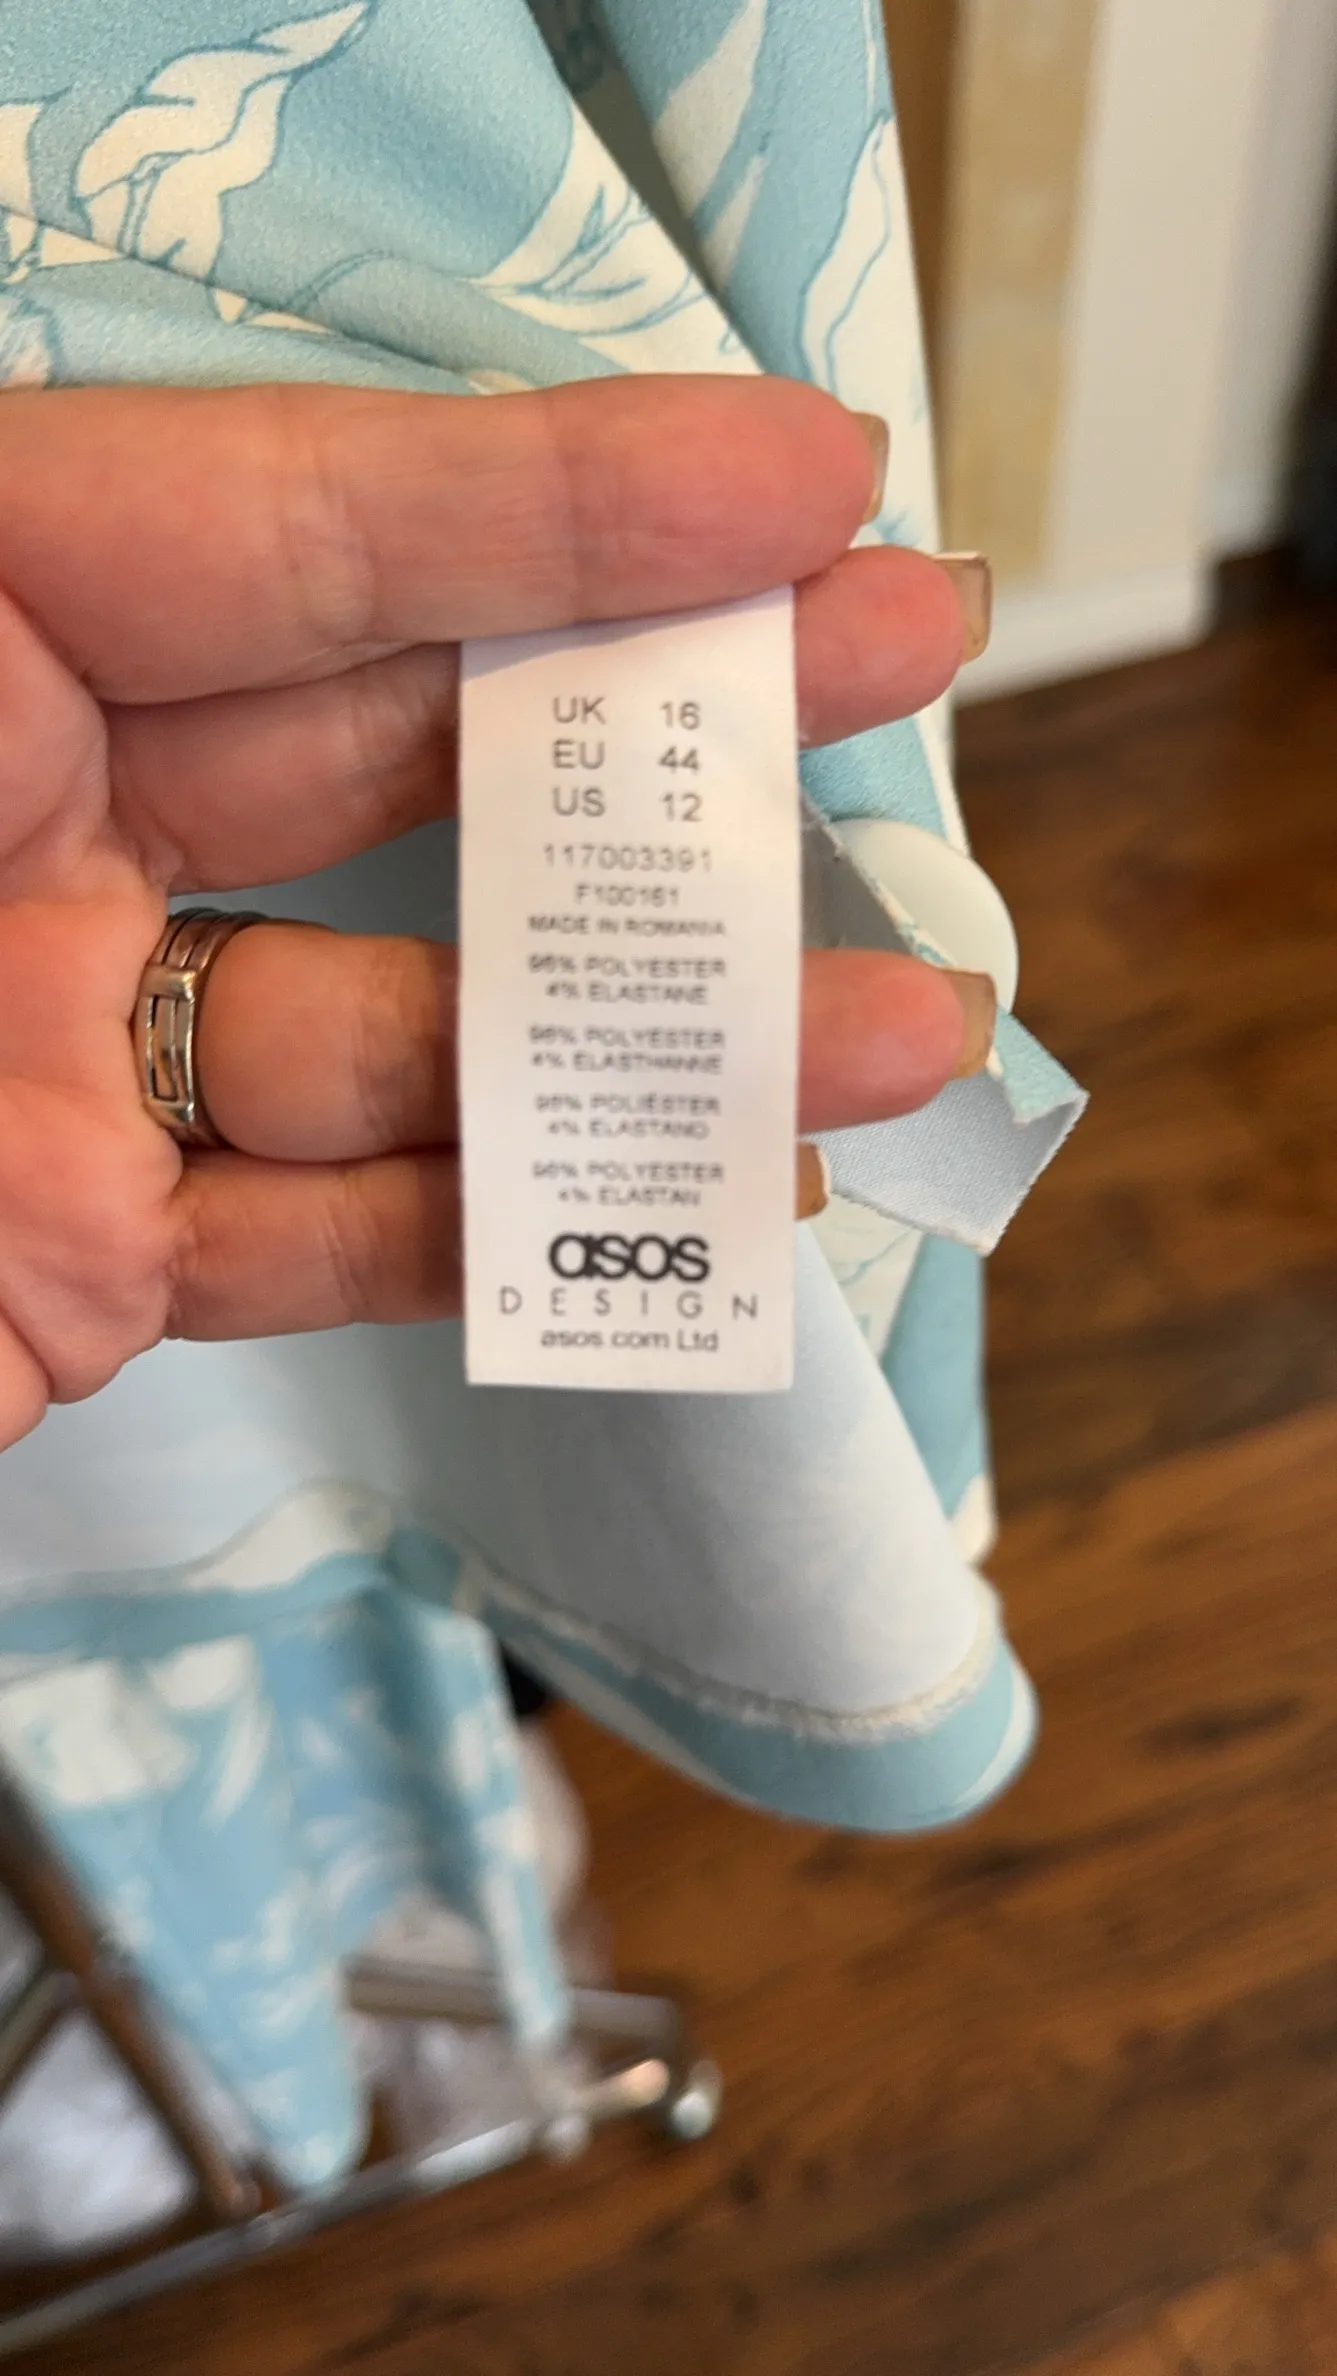 UK 16
EU 44
US 12
117003391
F100161
MADE IN ROMANIA
96% POLYESTER
4% ELASTANE
96% POLYESTER
4% ELASTHANNE
96% POLIÉSTER
4% ELASTANO
96% POLYESTER
4% ELASTAN
asos
DESIGN
asos.com Ltd